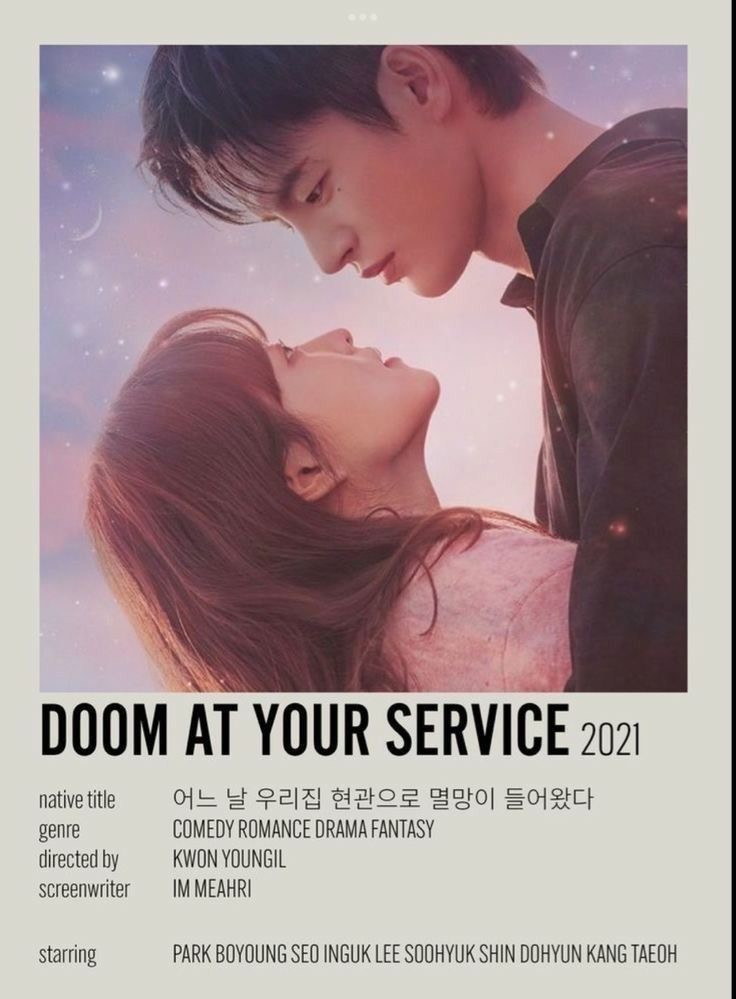 DOOM AT YOUR SERVICE 2021
native title 어느 날 우리집 현관으로 멸망이 들어왔다
genre COMEDY ROMANCE DRAMA FANTASY
directed by KWON YOUNGIL
screenwriter IM MEAHRI
starring PARK BOYOUNG SEO INGUK LEE SOOHYUK SHIN DOHYUN KANG TAEOH